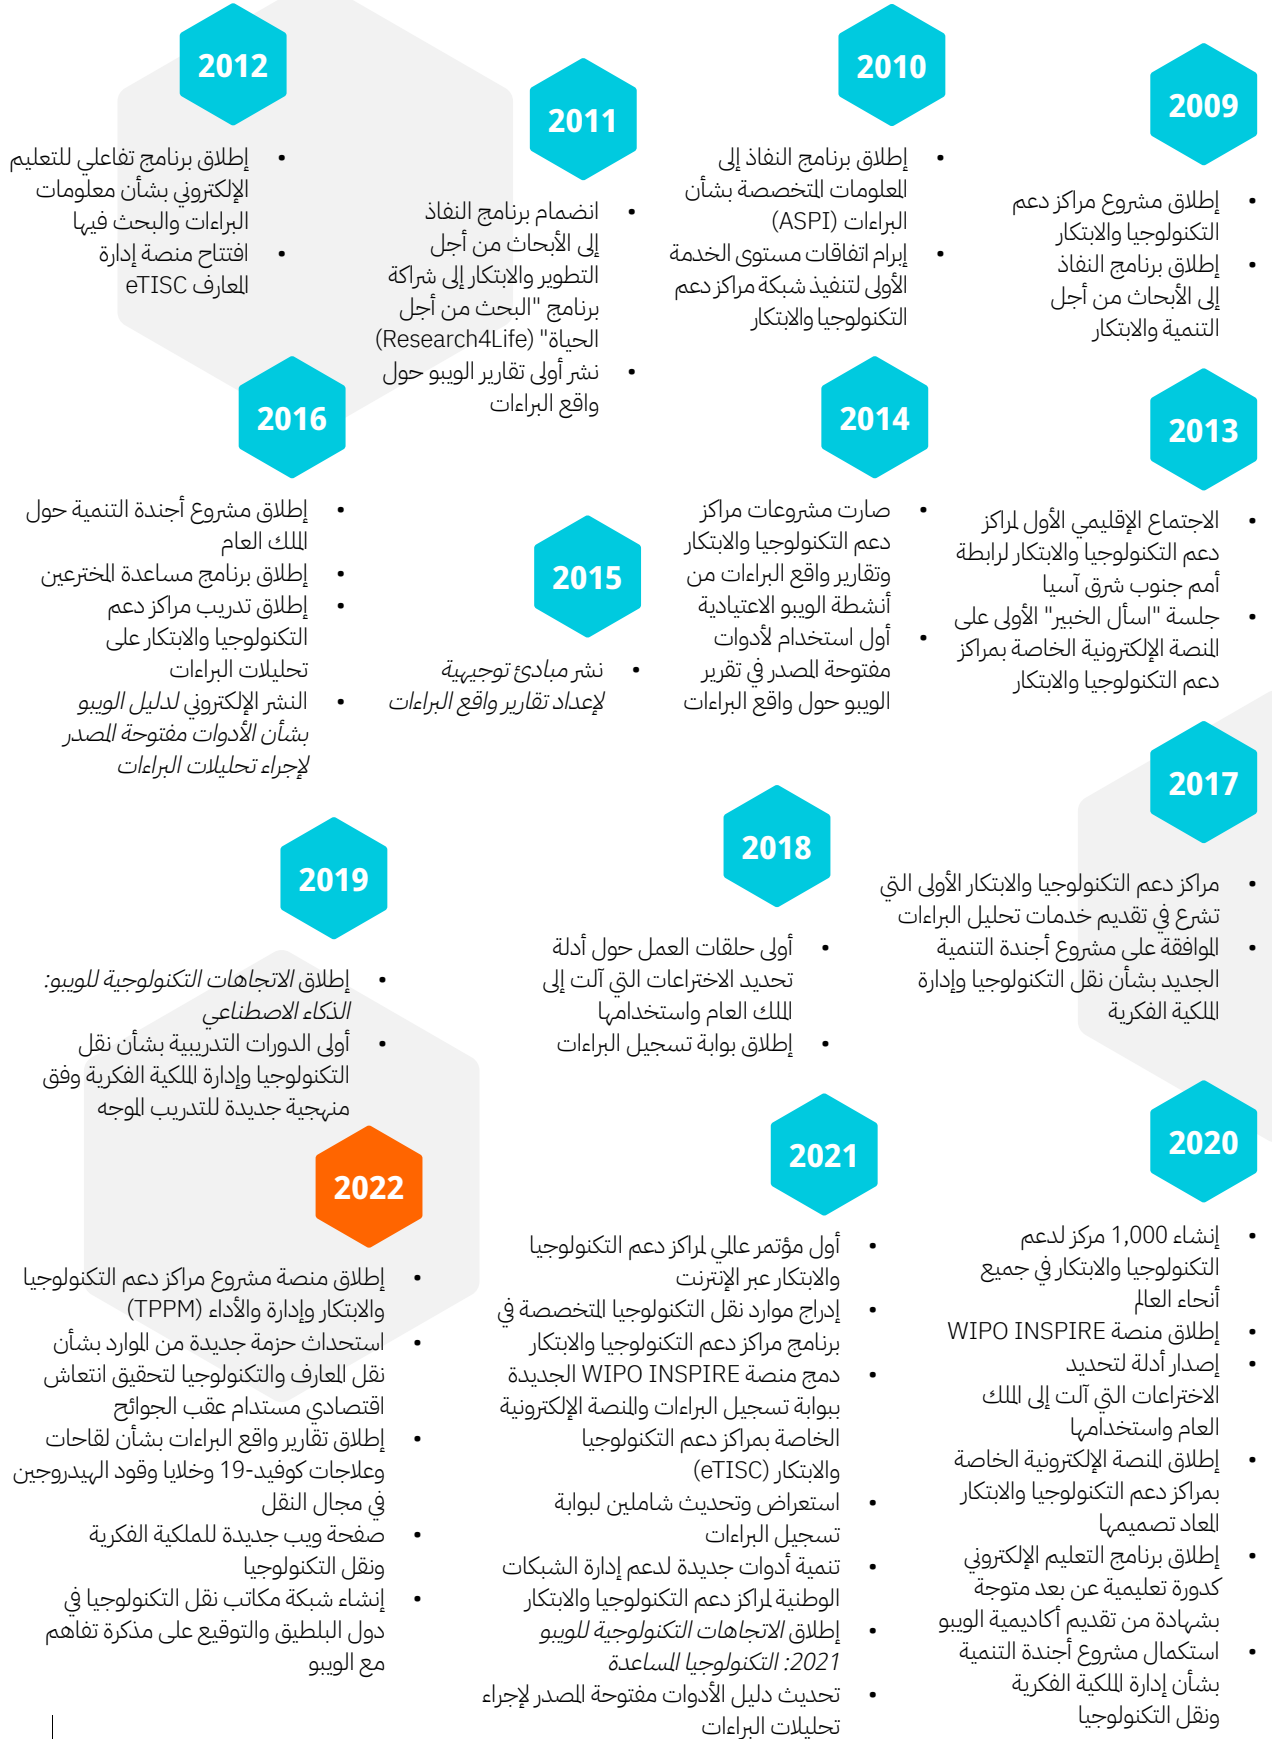 2009
إطلاق مشروع مراكز دعم
التكنولوجيا والابتكار
إطلاق برنامج النفاذ
إلى الأبحاث من أجل
التنمية والابتكار
2010
إطلاق برنامج النفاذ إلى
المعلومات المتخصصة بشأن
البراءات (ASPI)
إبرام اتفاقات مستوى الخدمة
الأولى لتنفيذ شبكة مراكز دعم
التكنولوجيا والابتكار
2011
انضمام برنامج النفاذ
إلى الأبحاث من أجل
التطوير والابتكار إلى شراكة
برنامج "البحث من أجل
الحياة" (Research4Life)
نشر أولى تقارير الويبو حول
واقع البراءات
2012
إطلاق برنامج تفاعلي للتعليم
الإلكتروني بشأن معلومات
البراءات والبحث فيها
افتتاح منصة إدارة
المعارف eTISC
2013
الاجتماع الإقليمي الأول لمراكز
دعم التكنولوجيا والابتكار لرابطة
أمم جنوب شرق آسيا
جلسة "اسأل الخبير" الأولى على
المنصة الإلكترونية الخاصة بمراكز
دعم التكنولوجيا والابتكار
2014
صارت مشروعات مراكز
دعم التكنولوجيا والابتكار
وتقارير واقع البراءات من
أنشطة الويبو الاعتيادية
أول استخدام لأدوات
مفتوحة المصدر في تقرير
الويبو حول واقع البراءات
2015
نشر مبادئ توجيهية
لإعداد تقارير واقع البراءات
2016
إطلاق مشروع أجندة التنمية حول
الملك العام
إطلاق برنامج مساعدة المخترعين
إطلاق تدريب مراكز دعم
التكنولوجيا والابتكار على
تحليلات البراءات
النشر الإلكتروني لدليل الويبو
بشأن الأدوات مفتوحة المصدر
لإجراء تحليلات البراءات
2017
مراكز دعم التكنولوجيا والابتكار الأولى التي
تشرع في تقديم خدمات تحليل البراءات
الموافقة على مشروع أجندة التنمية
الجديد بشأن نقل التكنولوجيا وإدارة
الملكية الفكرية
2018
أولى حلقات العمل حول أدلة
تحديد الاختراعات التي آلت إلى
الملك العام واستخدامها
إطلاق بوابة تسجيل البراءات
2019
إطلاق الاتجاهات التكنولوجية للويبو:
الذكاء الاصطناعي
أولى الدورات التدريبية بشأن نقل
التكنولوجيا وإدارة الملكية الفكرية وفق
منهجية جديدة للتدريب الموجه
2020
إنشاء 1,000 مركز لدعم
التكنولوجيا والابتكار في جميع
أنحاء العالم
إطلاق منصة WIPO INSPIRE
إصدار أدلة لتحديد
الاختراعات التي آلت إلى الملك
العام واستخدامها
إطلاق المنصة الإلكترونية الخاصة
بمراكز دعم التكنولوجيا والابتكار
المعاد تصميمها
إطلاق برنامج التعليم الإلكتروني
كدورة تعليمية عن بعد متوجة
بشهادة من تقديم أكاديمية الويبو
استكمال مشروع أجندة التنمية
بشأن إدارة الملكية الفكرية
ونقل التكنولوجيا
2021
أول مؤتمر عالمي لمراكز دعم التكنولوجيا
والابتكار عبر الإنترنت
إدراج موارد نقل التكنولوجيا المتخصصة في
برنامج مراكز دعم التكنولوجيا والابتكار
دمج منصة WIPO INSPIRE الجديدة
ببوابة تسجيل البراءات والمنصة الإلكترونية
الخاصة بمراكز دعم التكنولوجيا
والابتكار (eTISC)
استعراض وتحديث شاملين لبوابة
تسجيل البراءات
تنمية أدوات جديدة لدعم إدارة الشبكات
الوطنية لمراكز دعم التكنولوجيا والابتكار
إطلاق الاتجاهات التكنولوجية للويبو
2021: التكنولوجيا المساعدة
تحديث دليل الأدوات مفتوحة المصدر لإجراء
تحليلات البراءات
2022
إطلاق منصة مشروع مراكز دعم التكنولوجيا
والابتكار وإدارة والأداء (TPPM)
استحداث حزمة جديدة من الموارد بشأن
نقل المعارف والتكنولوجيا لتحقيق انتعاش
اقتصادي مستدام عقب الجوائح
إطلاق تقارير واقع البراءات بشأن لقاحات
وعلاجات كوفيد-19 وخلايا وقود الهيدروجين
في مجال النقل
صفحة ويب جديدة للملكية الفكرية
ونقل التكنولوجيا
إنشاء شبكة مكاتب نقل التكنولوجيا في
دول البلطيق والتوقيع على مذكرة تفاهم
مع الويبو